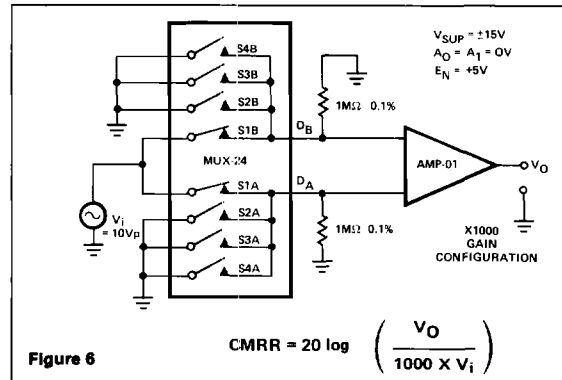 S4B
S3B
S2B
S1B
MUX-24
S1A
S2A
S3A
S4A
Vi
= 10Vp
DB
DA
1MΩ 0.1%
1MΩ 0.1%
VSUP = ±15V
A0 = A1 = 0V
EN = +5V
AMP-01
VO
X1000
GAIN
CONFIGURATION
Figure 6
CMRR = 20 log ( VO / 1000 X Vi )